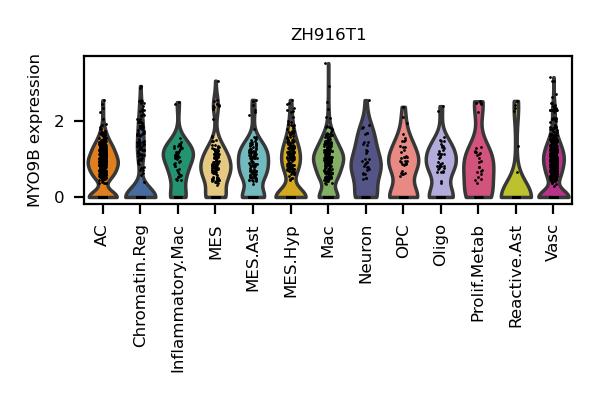 ZH916T1
MYO9B expression
2
0
AC
Chromatin.Reg
Inflammatory.Mac
MES
MES.Ast
MES.Hyp
Mac
Neuron
OPC
Oligo
Prolif.Metab
Reactive.Ast
Vasc